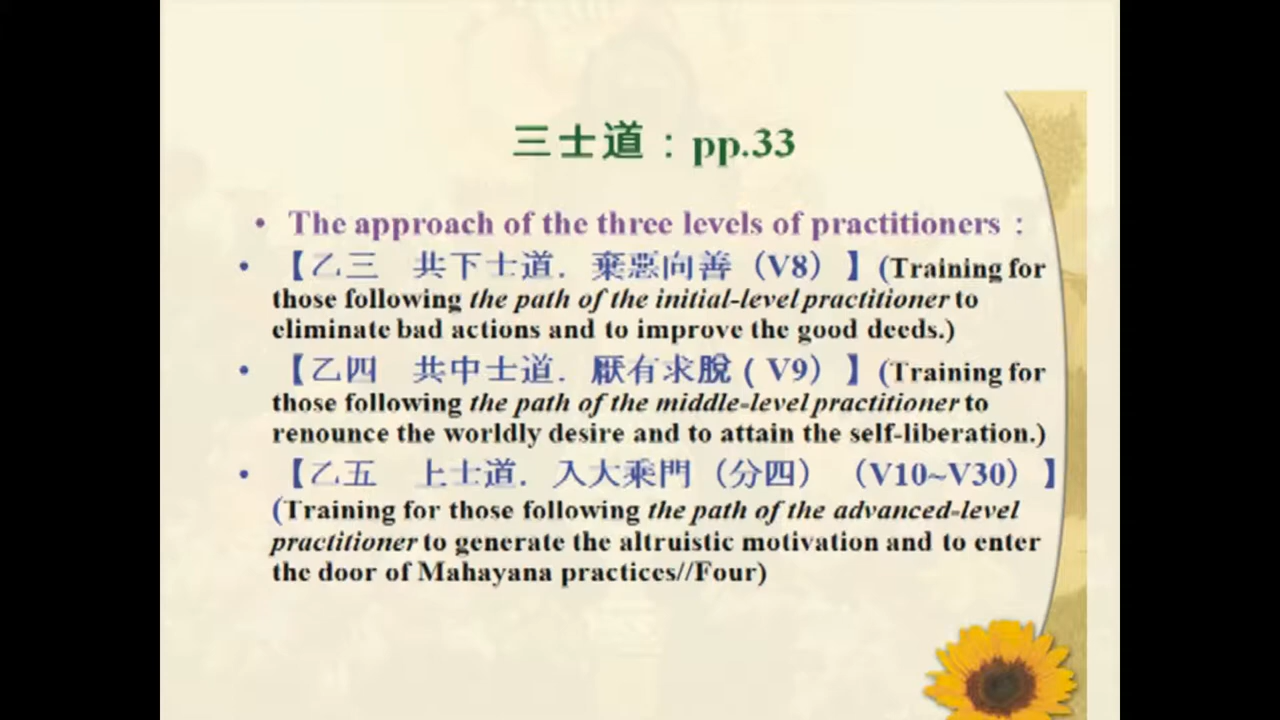 三士道：pp.33
• The approach of the three levels of practitioners：
• 【乙三　共下士道．棄惡向善（V8）】(Training for
those following the path of the initial-level practitioner to
eliminate bad actions and to improve the good deeds.)
• 【乙四　共中士道．厭有求脫 ( V9）】(Training for
those following the path of the middle-level practitioner to
renounce the worldly desire and to attain the self-liberation.)
• 【乙五　上士道．入大乘門（分四）（V10~V30）】
(Training for those following the path of the advanced-level
practitioner to generate the altruistic motivation and to enter
the door of Mahayana practices//Four)